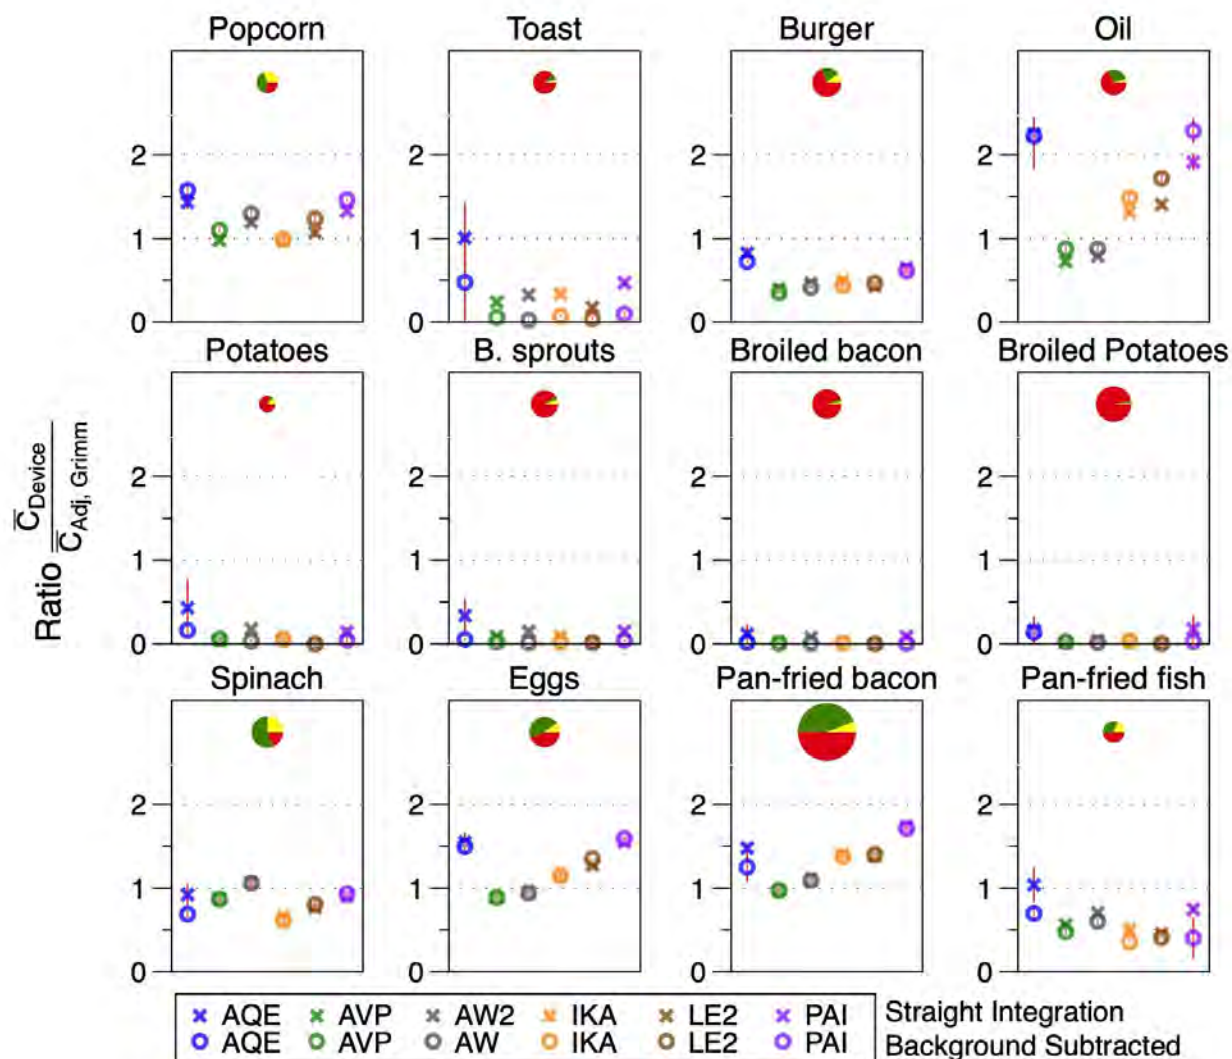 Popcorn Toast Burger Oil
2 2 2 2
1 1 1 1
0 0 0 0
Potatoes B. sprouts Broiled bacon Broiled Potatoes
2 2 2 2
1 1 1 1
0 0 0 0
Ratio C̅Device / C̅Adj, Grimm
Spinach Eggs Pan-fried bacon Pan-fried fish
2 2 2 2
1 1 1 1
0 0 0 0
AQE AVP AW2 IKA LE2 PAI Straight Integration
AQE AVP AW IKA LE2 PAI Background Subtracted